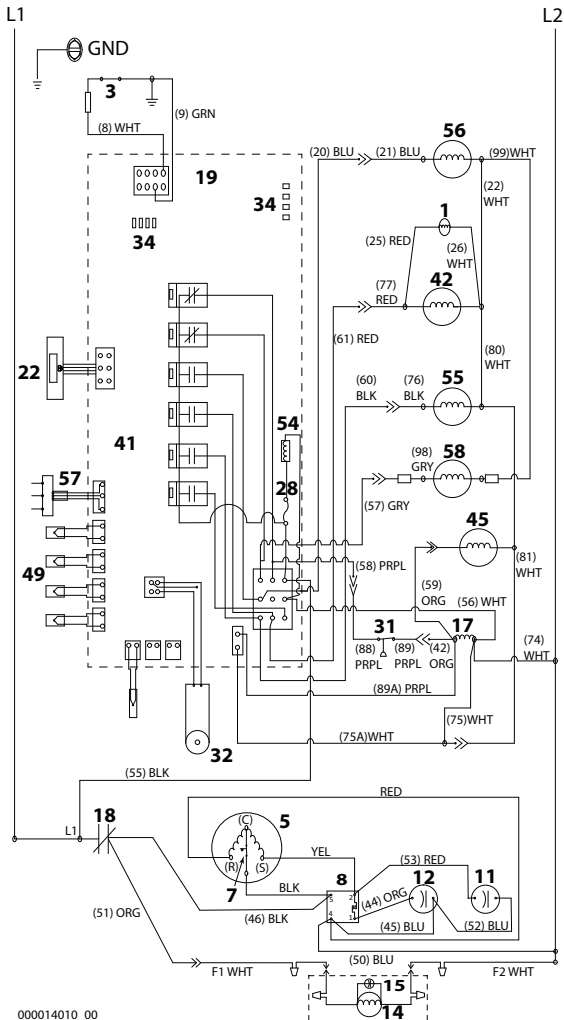 L1
L2
GND
3
(9) GRN
(8) WHT
19
34
34
(20) BLU
(21) BLU
56
(99)WHT
(22)
WHT
1
(25) RED
(26)
WHT
(77)
RED
42
(61) RED
(80)
WHT
22
(60)
BLK
(76)
BLK
55
54
41
(98)
GRY
58
28
57
(57) GRY
45
(58) PRPL
(81)
WHT
49
(59)
ORG
(56) WHT
31
17
(88)
PRPL
(89)
PRPL
(42)
ORG
(74)
WHT
(89A) PRPL
(75)WHT
32
(75A)WHT
(55) BLK
RED
18
L1
5
(C)
(R)
(S)
YEL
7
BLK
(53) RED
8
12
11
5
2
4
1
(44) ORG
(51) ORG
(46) BLK
(45) BLU
(52) BLU
(50) BLU
F1 WHT
F2 WHT
15
14
000014010_00